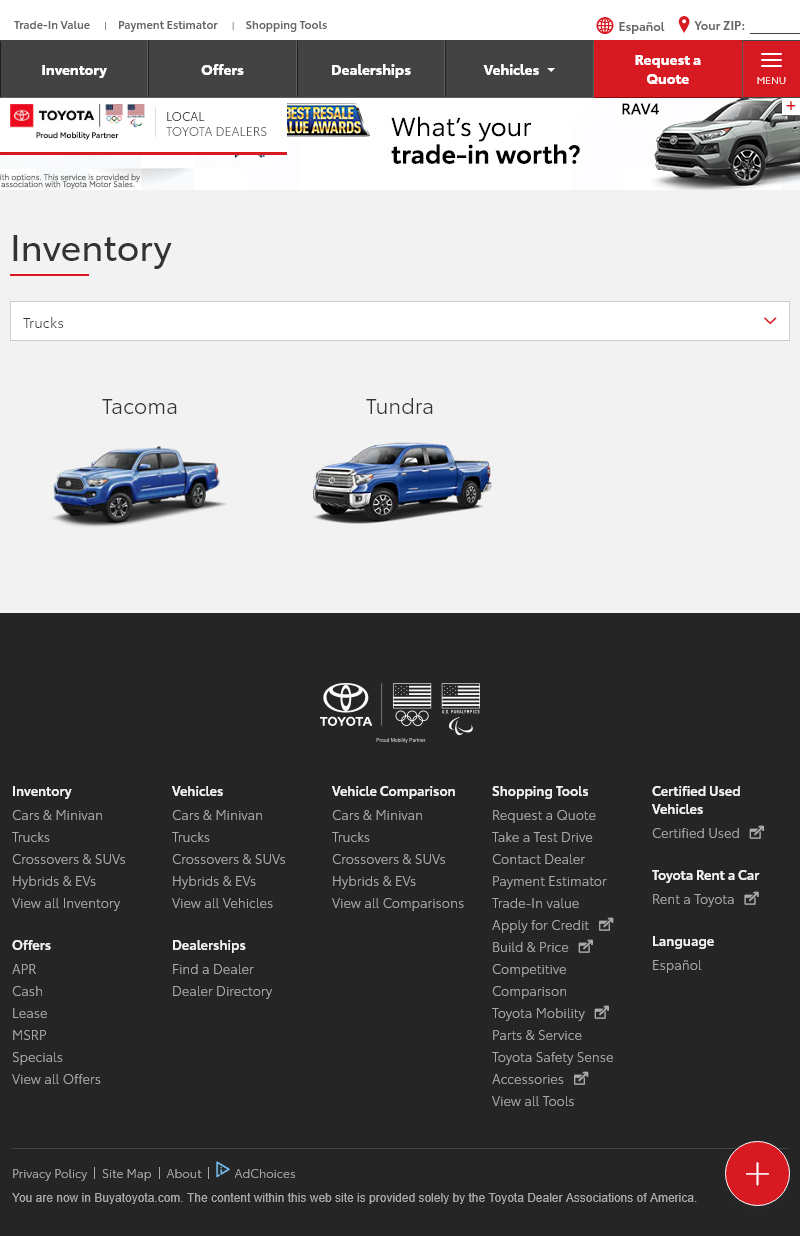 Trade-In Value | Payment Estimator | Shopping Tools
Español Your ZIP:
Inventory Offers Dealerships Vehicles Request a Quote MENU
TOYOTA
Proud Mobility Partner
LOCAL
TOYOTA DEALERS
BEST RESALE
VALUE AWARDS
What's your
trade-in worth?
RAV4
ith options. This service is provided by
association with Toyota Motor Sales.
Inventory
Trucks
Tacoma Tundra
TOYOTA
U.S. PARALYMPICS
Proud Mobility Partner
Inventory
Cars & Minivan
Trucks
Crossovers & SUVs
Hybrids & EVs
View all Inventory
Offers
APR
Cash
Lease
MSRP
Specials
View all Offers
Vehicles
Cars & Minivan
Trucks
Crossovers & SUVs
Hybrids & EVs
View all Vehicles
Dealerships
Find a Dealer
Dealer Directory
Vehicle Comparison
Cars & Minivan
Trucks
Crossovers & SUVs
Hybrids & EVs
View all Comparisons
Shopping Tools
Request a Quote
Take a Test Drive
Contact Dealer
Payment Estimator
Trade-In value
Apply for Credit
Build & Price
Competitive
Comparison
Toyota Mobility
Parts & Service
Toyota Safety Sense
Accessories
View all Tools
Certified Used
Vehicles
Certified Used
Toyota Rent a Car
Rent a Toyota
Language
Español
Privacy Policy | Site Map | About | AdChoices
You are now in Buyatoyota.com. The content within this web site is provided solely by the Toyota Dealer Associations of America.